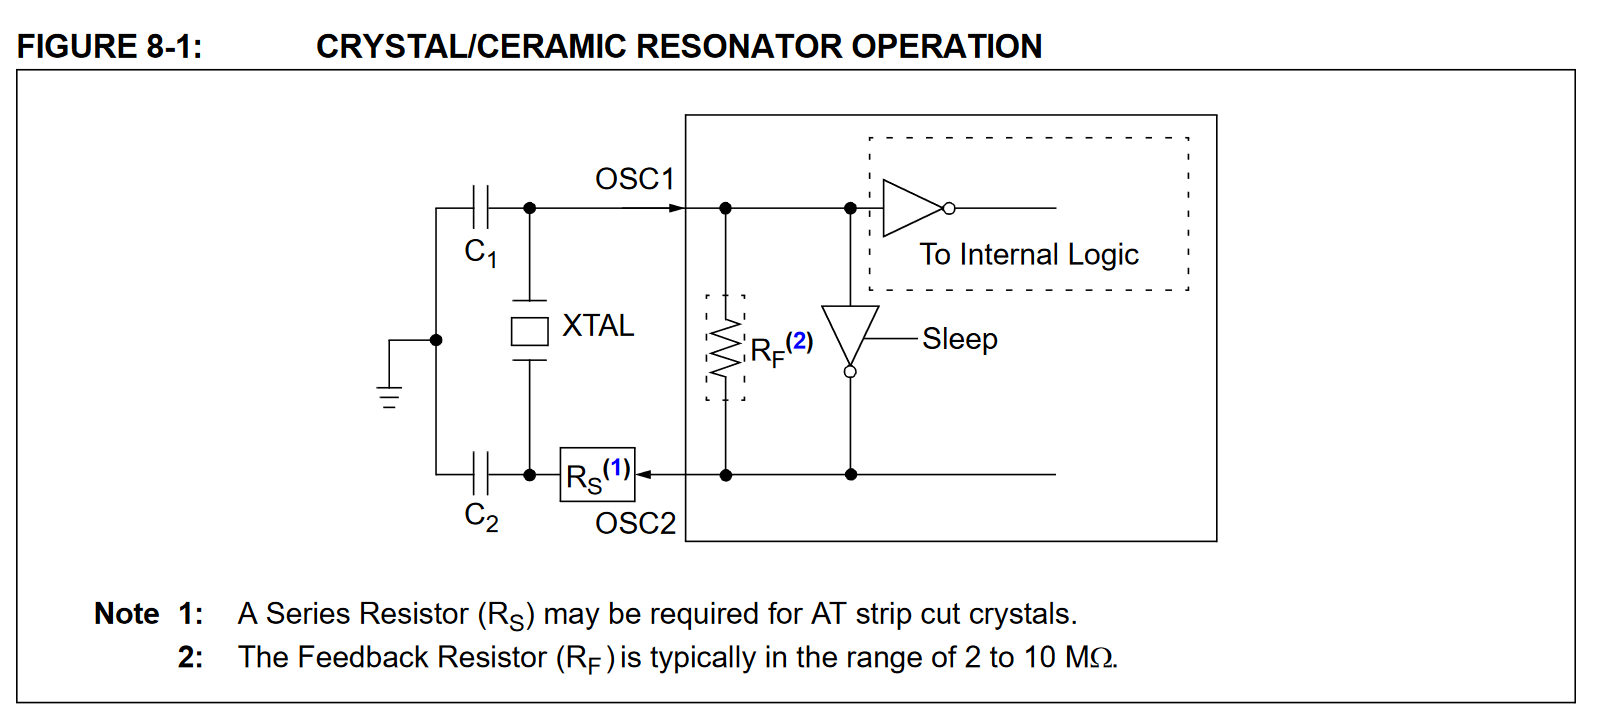 FIGURE 8-1: CRYSTAL/CERAMIC RESONATOR OPERATION
OSC1
C1
To Internal Logic
XTAL
RF(2)
Sleep
RS(1)
C2
OSC2
Note 1: A Series Resistor (RS) may be required for AT strip cut crystals.
2: The Feedback Resistor (RF) is typically in the range of 2 to 10 MΩ.